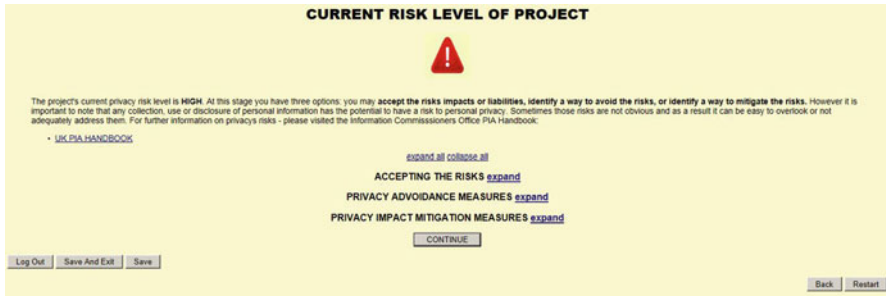 CURRENT RISK LEVEL OF PROJECT
The project's current privacy risk level is HIGH. At this stage you have three options: you may accept the risks impacts or liabilities, identify a way to avoid the risks, or identify a way to mitigate the risks. However it is
important to note that any collection, use or disclosure of personal information has the potential to have a risk to personal privacy. Sometimes those risks are not obvious and as a result it can be easy to overlook or not
adequately address them. For further information on privacys risks - please visited the Information Commisssioners Office PIA Handbook:
• UK PIA HANDBOOK
expand all collapse all
ACCEPTING THE RISKS expand
PRIVACY ADVOIDANCE MEASURES expand
PRIVACY IMPACT MITIGATION MEASURES expand
CONTINUE
Log Out Save And Exit Save
Back Restart